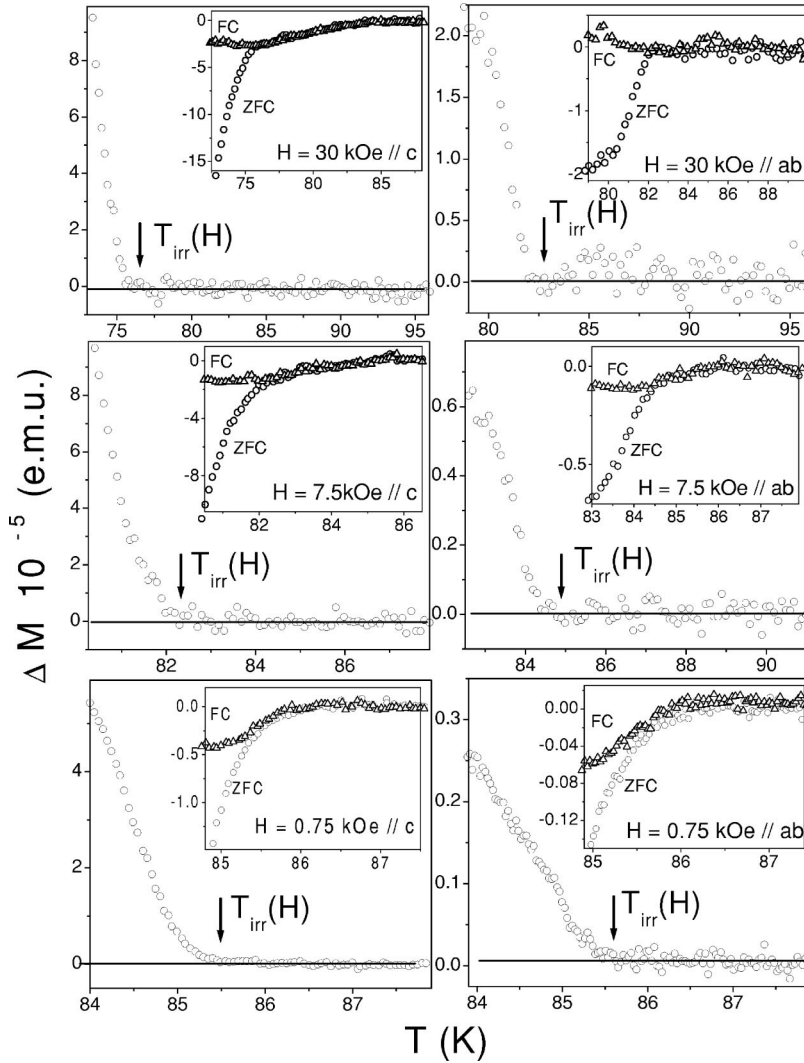 Δ M 10⁻⁵ (e.m.u.)
0
FC
-5
ZFC
-10
H = 30 kOe // c
-15
75 80 85
8
6
4
2
0
T_irr(H)
75 80 85 90 95
0
FC
ZFC
-1
H = 30 kOe // ab
-2
80 82 84 86 88
2.25
1.50
0.75
0.0
T_irr(H)
80 85 90 95
FC
0
ZFC
-4
-8
H = 7.5kOe // c
82 84 86
8
6
4
2
0
T_irr(H)
82 84 86
0.0
FC
ZFC
-0.5
H = 7.5 kOe // ab
83 84 85 86 87
0.6
0.4
0.2
0.0
T_irr(H)
84 86 88 90
0.0
FC
-0.5
ZFC
-1.0
H = 0.75 kOe // c
85 86 87
4
2
0
T_irr(H)
84 85 86 87
0.00
FC
-0.04
ZFC
-0.08
-0.12
H = 0.75 kOe // ab
85 86 87
0.3
0.2
0.1
0.0
T_irr(H)
84 85 86 87
T (K)